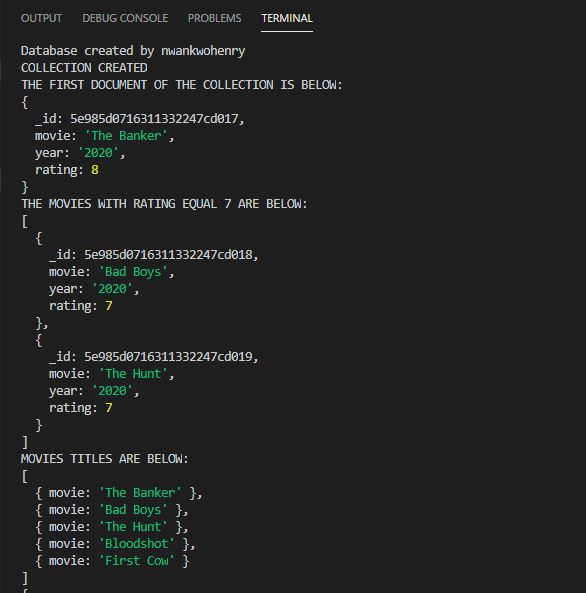 OUTPUT DEBUG CONSOLE PROBLEMS TERMINAL
Database created by nwankwohenry
COLLECTION CREATED
THE FIRST DOCUMENT OF THE COLLECTION IS BELOW:
{
  _id: 5e985d0716311332247cd017,
  movie: 'The Banker',
  year: '2020',
  rating: 8
}
THE MOVIES WITH RATING EQUAL 7 ARE BELOW:
[
  {
    _id: 5e985d0716311332247cd018,
    movie: 'Bad Boys',
    year: '2020',
    rating: 7
  },
  {
    _id: 5e985d0716311332247cd019,
    movie: 'The Hunt',
    year: '2020',
    rating: 7
  }
]
MOVIES TITLES ARE BELOW:
[
  { movie: 'The Banker' },
  { movie: 'Bad Boys' },
  { movie: 'The Hunt' },
  { movie: 'Bloodshot' },
  { movie: 'First Cow' }
]